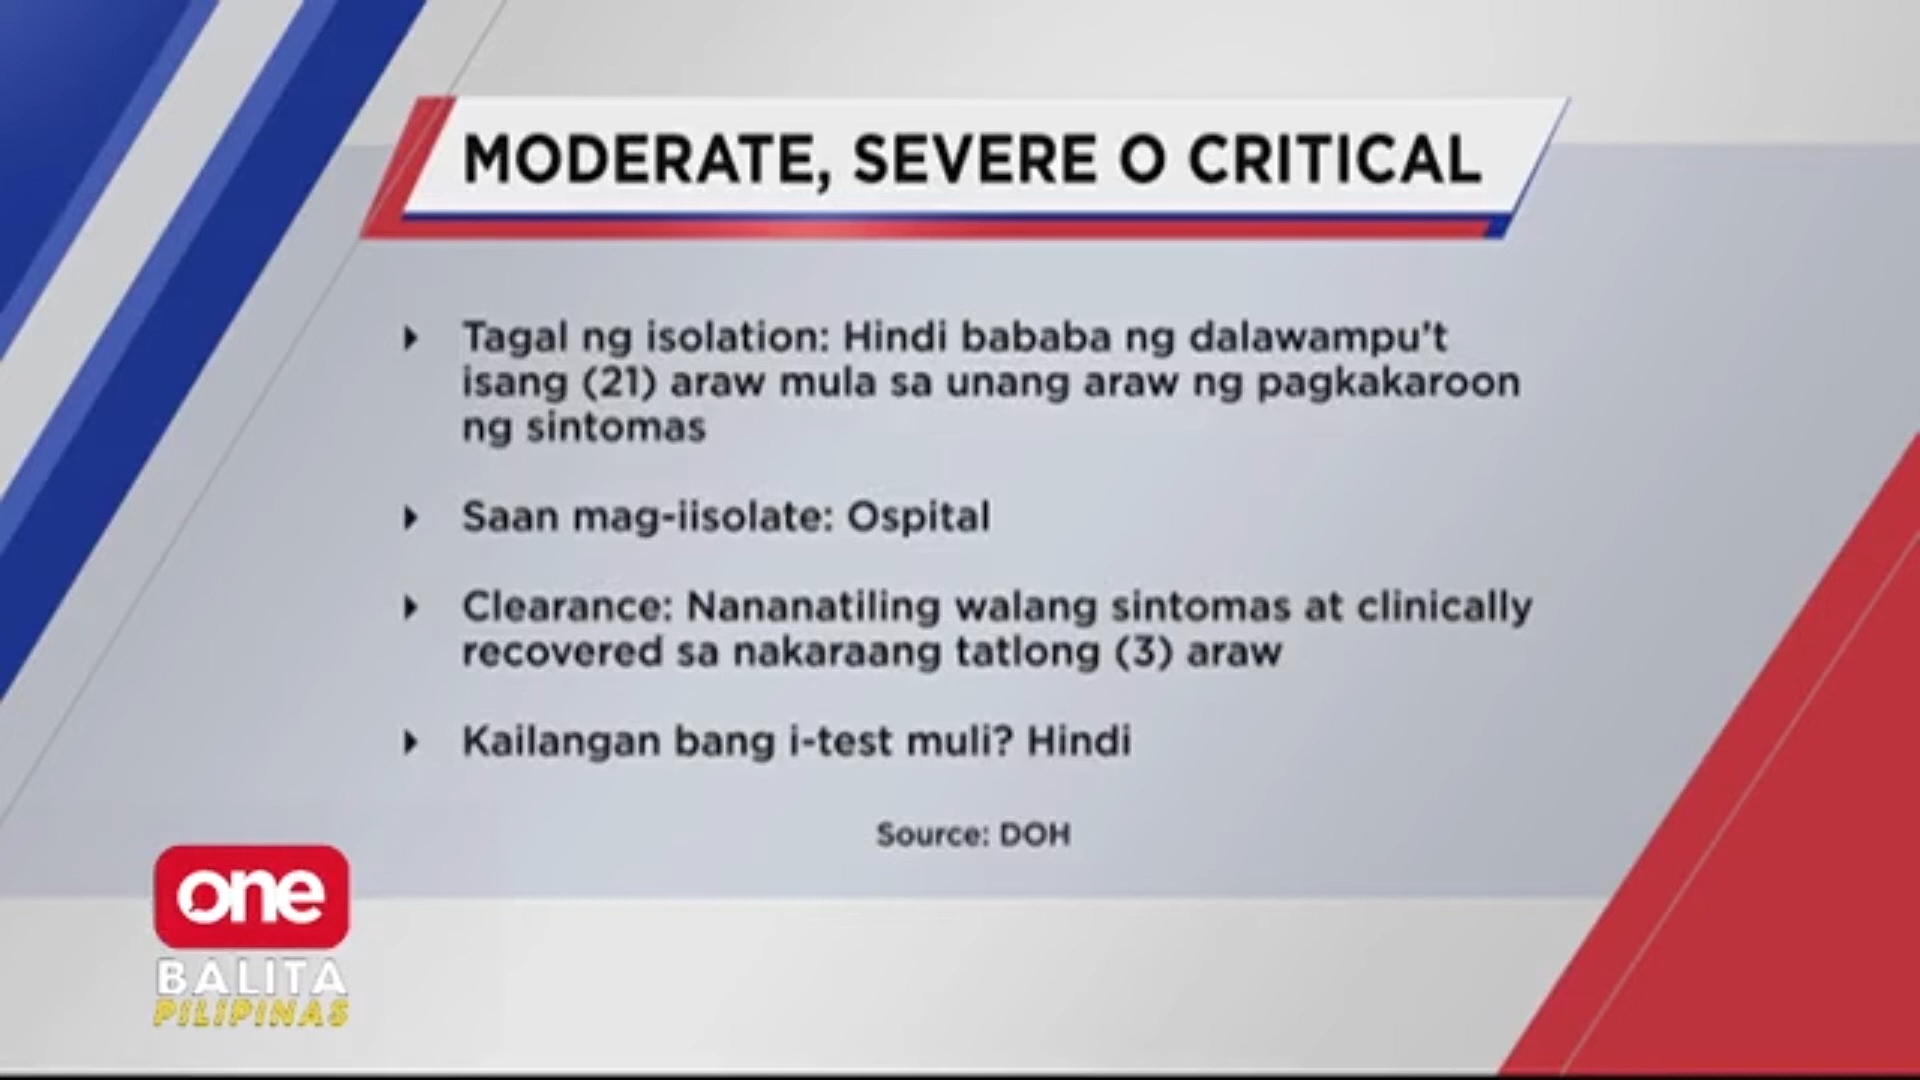 MODERATE, SEVERE O CRITICAL
Tagal ng isolation: Hindi bababa ng dalawampu't
isang (21) araw mula sa unang araw ng pagkakaroon
ng sintomas
Saan mag-iisolate: Ospital
Clearance: Nananatiling walang sintomas at clinically
recovered sa nakaraang tatlong (3) araw
Kailangan bang i-test muli? Hindi
Source: DOH
one
BALITA
PILIPINAS